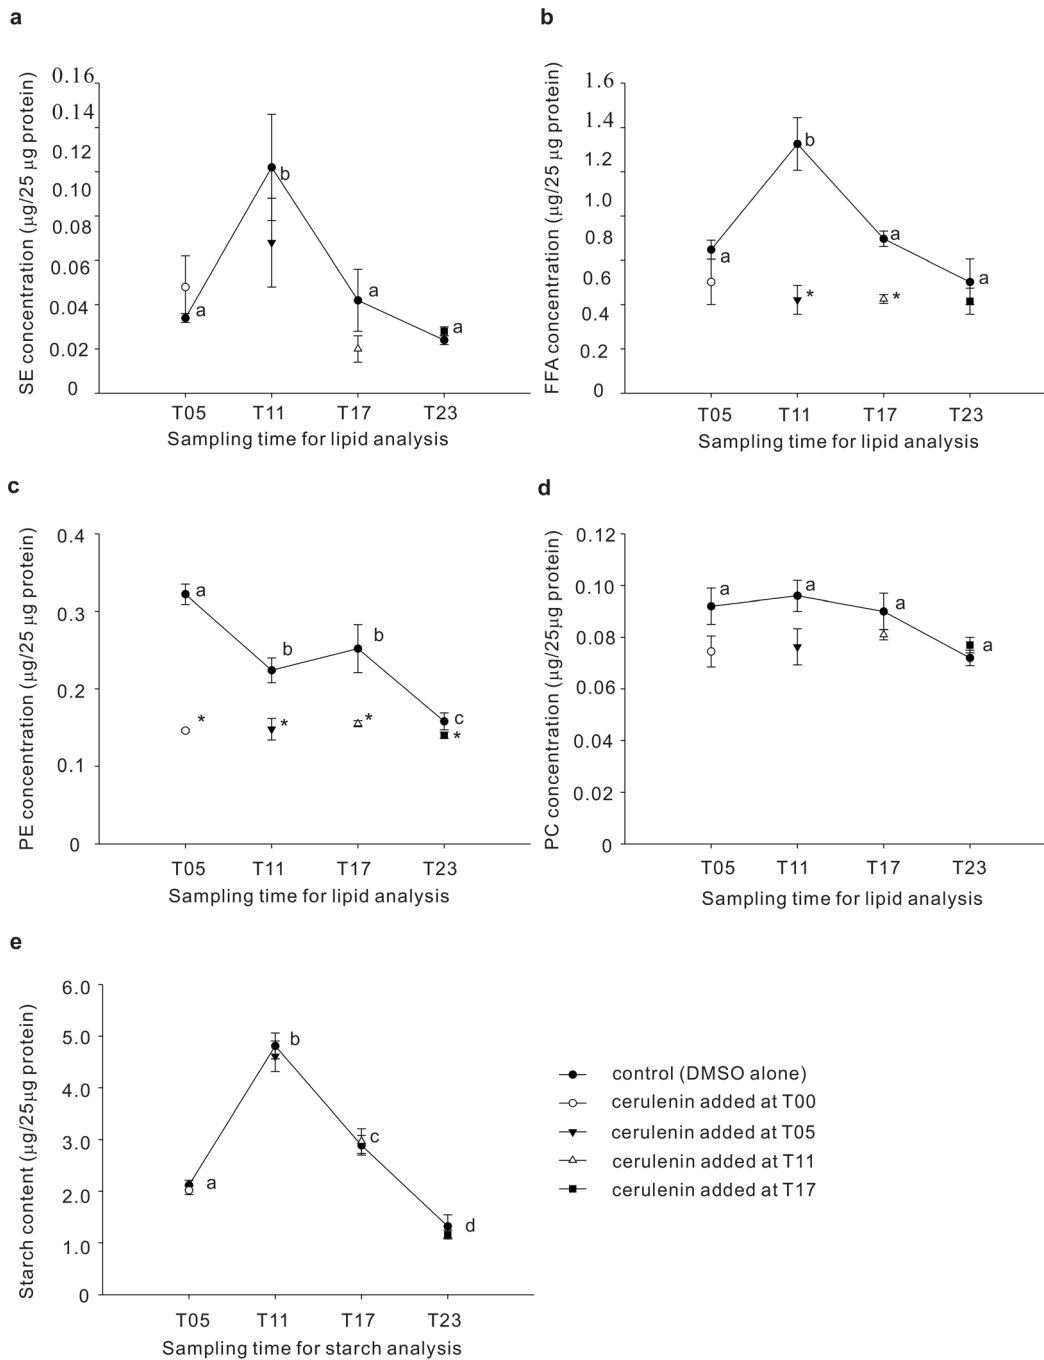 a
SE concentration (μg/25 μg protein)
0.16
0.14
0.12
0.10
0.08
0.06
0.04
0.02
0
a
b
a
a
T05 T11 T17 T23
Sampling time for lipid analysis
b
FFA concentration (μg/25 μg protein)
1.6
1.4
1.2
1.0
0.8
0.6
0.4
0.2
0
a
b
a
a
*
*
T05 T11 T17 T23
Sampling time for lipid analysis
c
PE concentration (μg/25 μg protein)
0.4
0.3
0.2
0.1
0
a
b
b
c
*
*
*
*
T05 T11 T17 T23
Sampling time for lipid analysis
d
PC concentration (μg/25μg protein)
0.12
0.10
0.08
0.06
0.04
0.02
0
a
a
a
a
T05 T11 T17 T23
Sampling time for lipid analysis
e
Starch content (μg/25μg protein)
6.0
5.0
4.0
3.0
2.0
1.0
0
a
b
c
d
T05 T11 T17 T23
Sampling time for starch analysis
control (DMSO alone)
cerulenin added at T00
cerulenin added at T05
cerulenin added at T11
cerulenin added at T17